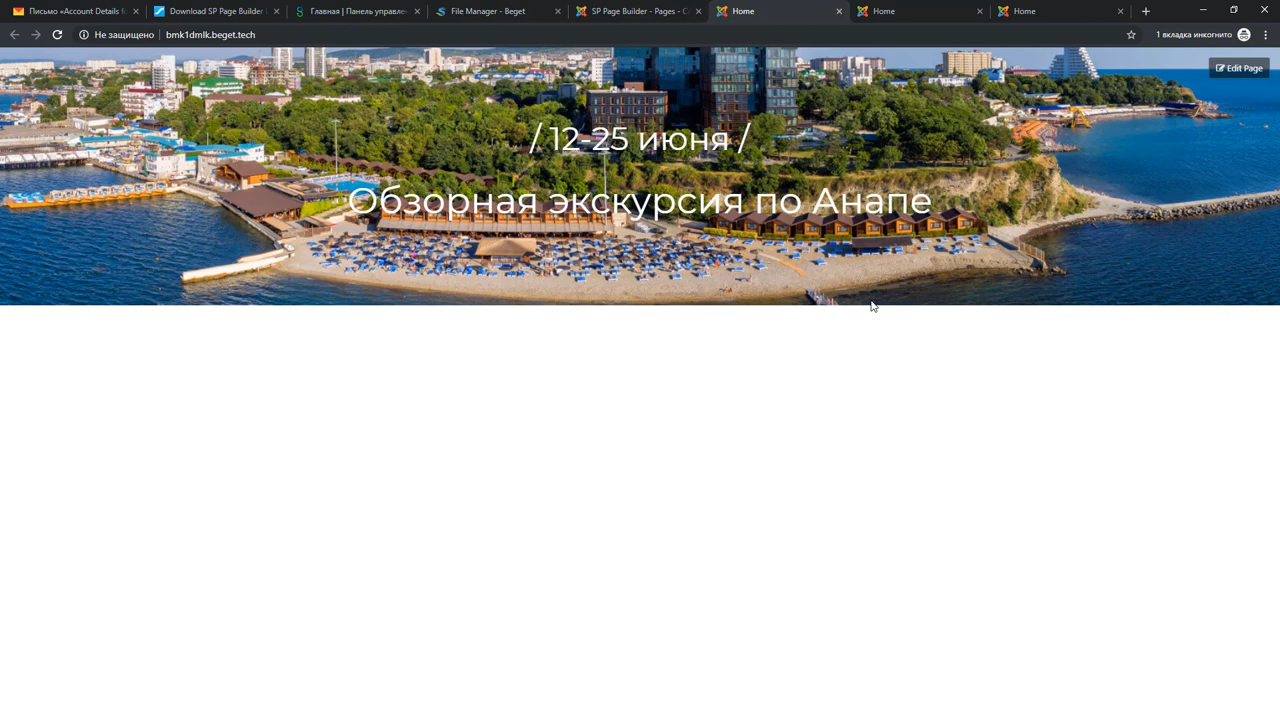 Письмо «Account Details fo
Download SP Page Builder
Главная | Панель управле
File Manager - Beget
SP Page Builder - Pages - C
Home
Home
Home
Не защищено
bmk1dmlk.beget.tech
1 вкладка инкогнито
Edit Page
/ 12-25 июня /
Обзорная экскурсия по Анапе